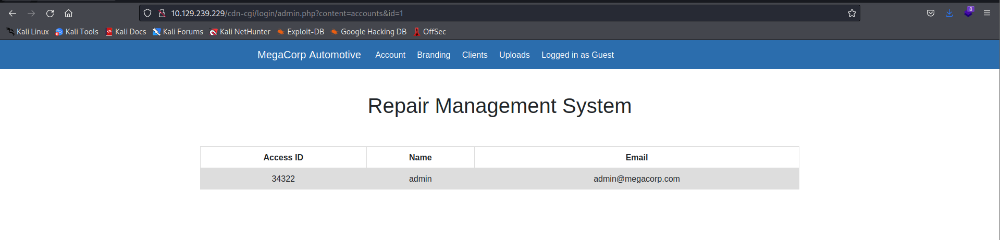 10.129.239.229/cdn-cgi/login/admin.php?content=accounts&id=1
8
Kali Linux Kali Tools Kali Docs Kali Forums Kali NetHunter Exploit-DB Google Hacking DB OffSec
MegaCorp Automotive Account Branding Clients Uploads Logged in as Guest
Repair Management System
Access ID Name Email
34322 admin admin@megacorp.com